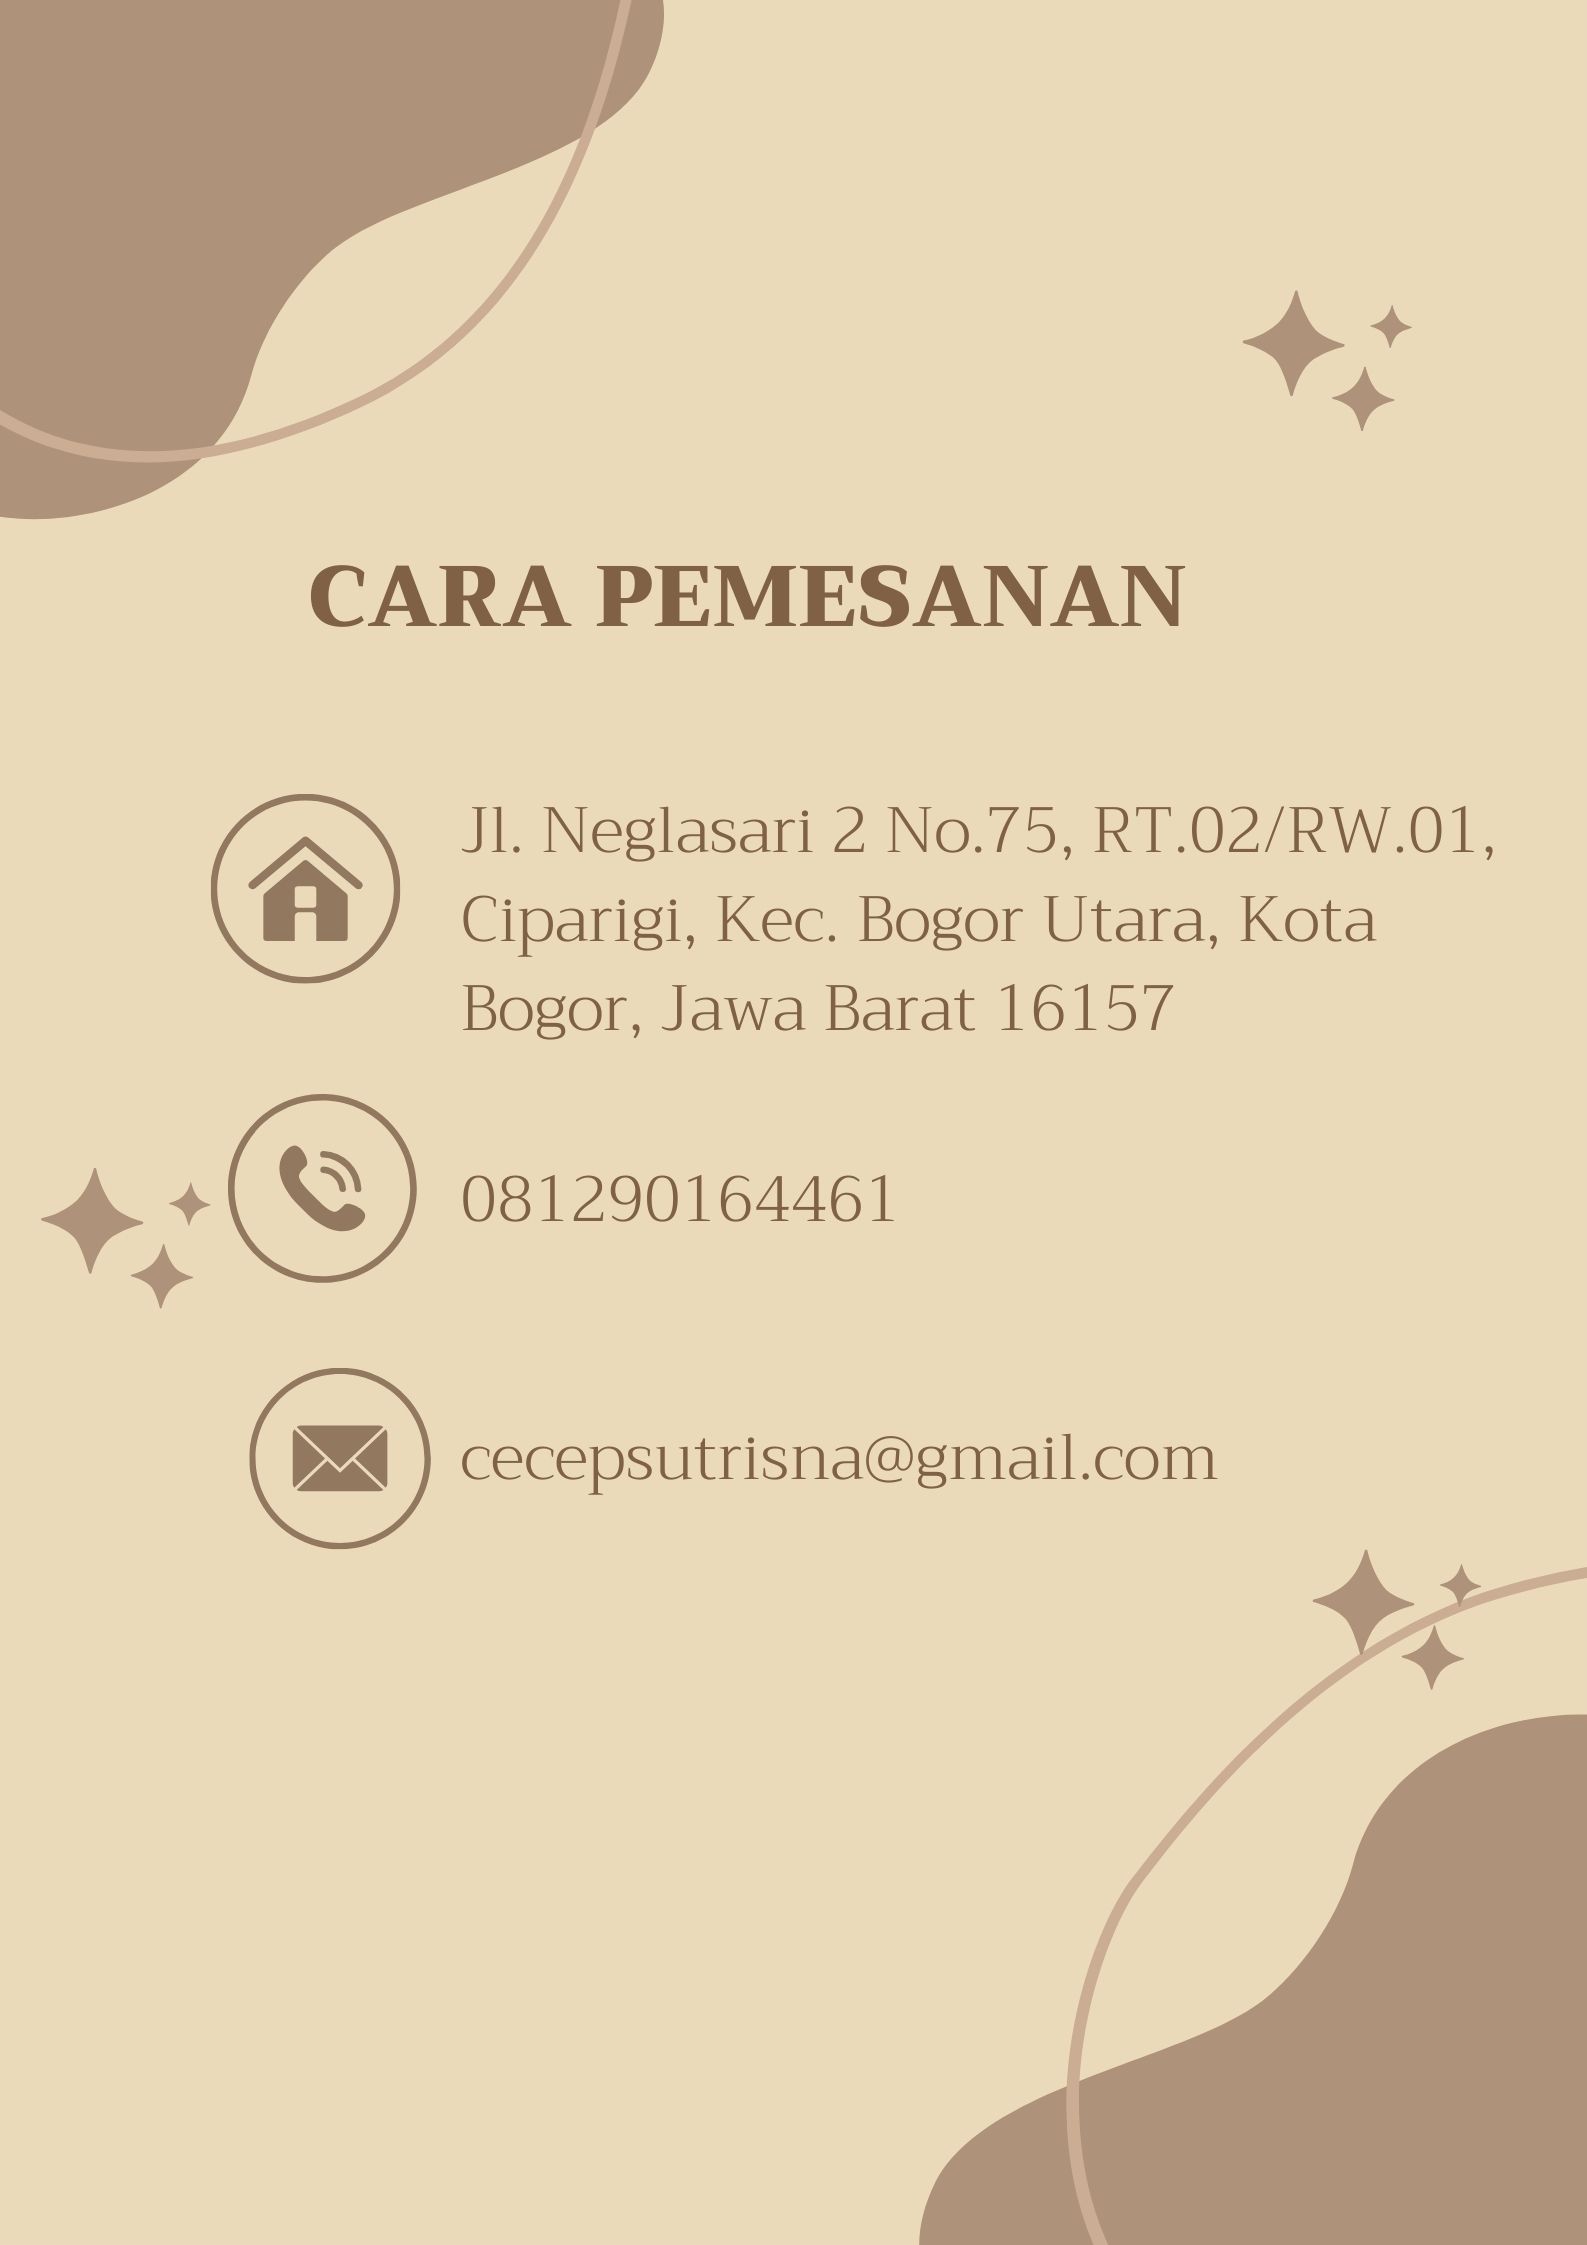 CARA PEMESANAN
Jl. Neglasari 2 No.75, RT.02/RW.01,
Ciparigi, Kec. Bogor Utara, Kota
Bogor, Jawa Barat 16157
081290164461
cecepsutrisna@gmail.com